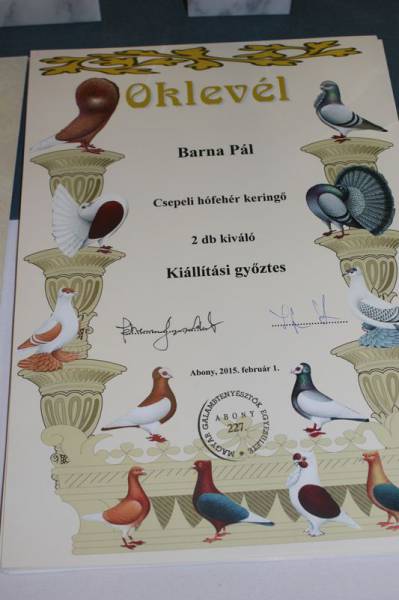 Oklevél
Barna Pál
Csepeli hófehér keringő
2 db kiváló
Kiállítási győztes
Abony, 2015. február 1.
MAGYAR GALAMBTENYÉSZTŐK EGYESÜLETE
ABONY
227.